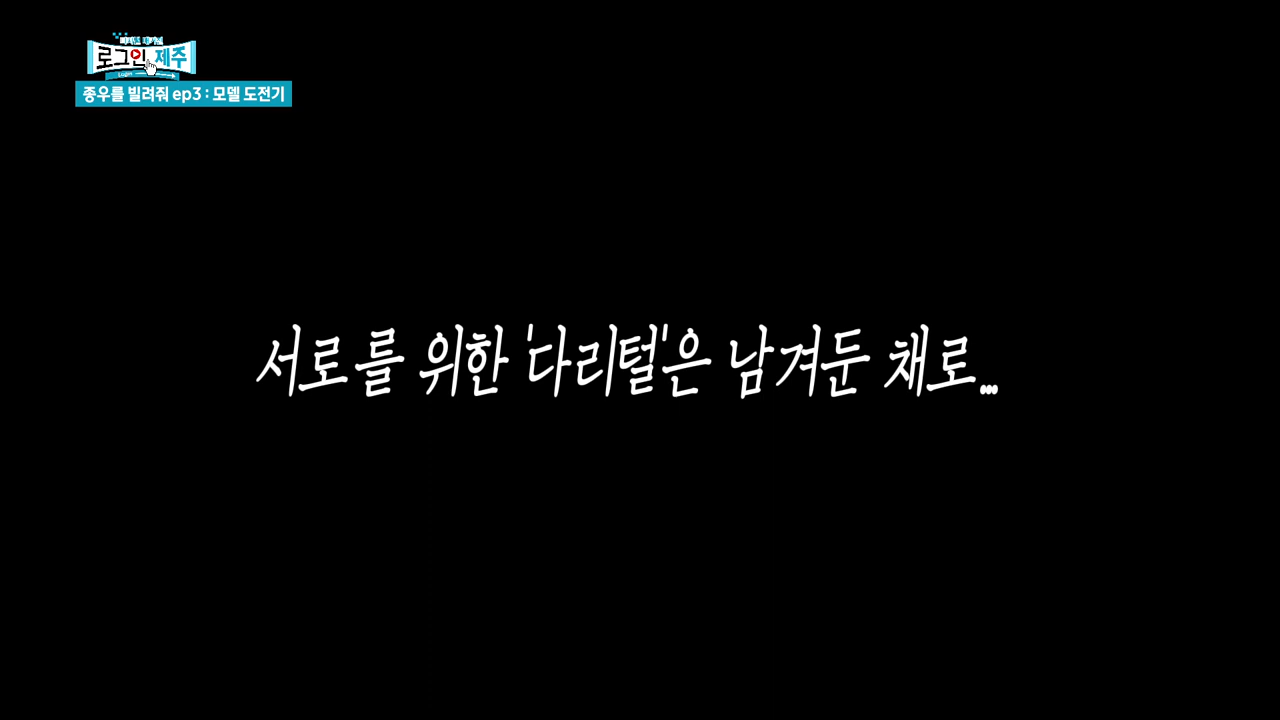 로그인 제주
Login
종우를 빌려줘 ep3 : 모델 도전기
서로를 위한 '다리털'은 남겨둔 채로...